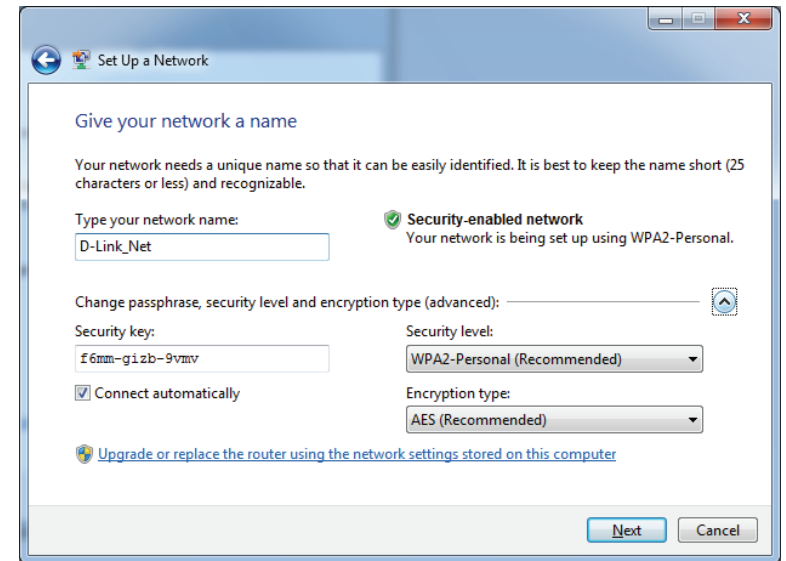 Set Up a Network
Give your network a name
Your network needs a unique name so that it can be easily identified. It is best to keep the name short (25
characters or less) and recognizable.
Type your network name:
D-Link_Net
Security-enabled network
Your network is being set up using WPA2-Personal.
Change passphrase, security level and encryption type (advanced):
Security key:
f6mm-gizb-9vmv
Security level:
WPA2-Personal (Recommended)
Connect automatically
Encryption type:
AES (Recommended)
Upgrade or replace the router using the network settings stored on this computer
Next
Cancel